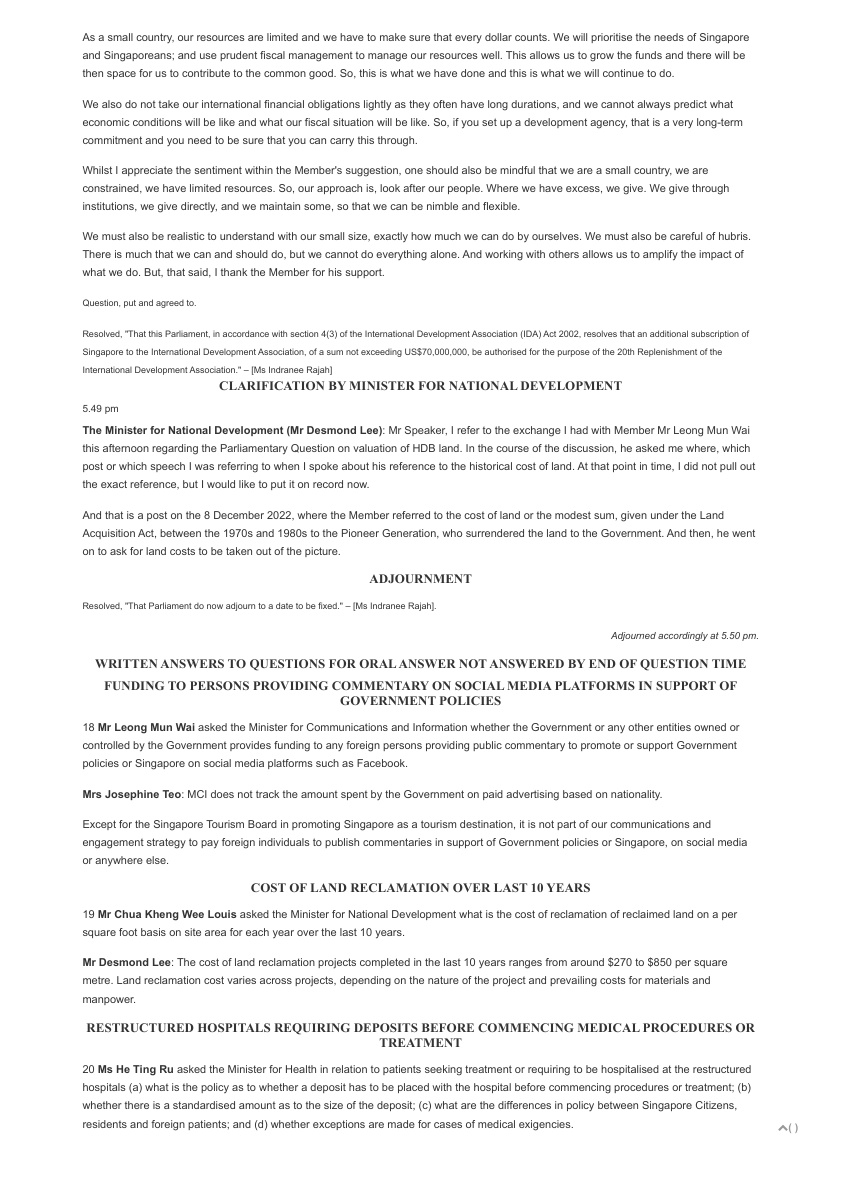 As a small country, our resources are limited and we have to make sure that every dollar counts. We will prioritise the needs of Singapore
and Singaporeans; and use prudent fiscal management to manage our resources well. This allows us to grow the funds and there will be
then space for us to contribute to the common good. So, this is what we have done and this is what we will continue to do.
We also do not take our international financial obligations lightly as they often have long durations, and we cannot always predict what
economic conditions will be like and what our fiscal situation will be like. So, if you set up a development agency, that is a very long-term
commitment and you need to be sure that you can carry this through.
Whilst I appreciate the sentiment within the Member's suggestion, one should also be mindful that we are a small country, we are
constrained, we have limited resources. So, our approach is, look after our people. Where we have excess, we give. We give through
institutions, we give directly, and we maintain some, so that we can be nimble and flexible.
We must also be realistic to understand with our small size, exactly how much we can do by ourselves. We must also be careful of hubris.
There is much that we can and should do, but we cannot do everything alone. And working with others allows us to amplify the impact of
what we do. But, that said, I thank the Member for his support.
Question, put and agreed to.
Resolved, "That this Parliament, in accordance with section 4(3) of the International Development Association (IDA) Act 2002, resolves that an additional subscription of
Singapore to the International Development Association, of a sum not exceeding US$70,000,000, be authorised for the purpose of the 20th Replenishment of the
International Development Association." – [Ms Indranee Rajah]
CLARIFICATION BY MINISTER FOR NATIONAL DEVELOPMENT
5.49 pm
The Minister for National Development (Mr Desmond Lee): Mr Speaker, I refer to the exchange I had with Member Mr Leong Mun Wai
this afternoon regarding the Parliamentary Question on valuation of HDB land. In the course of the discussion, he asked me where, which
post or which speech I was referring to when I spoke about his reference to the historical cost of land. At that point in time, I did not pull out
the exact reference, but I would like to put it on record now.
And that is a post on the 8 December 2022, where the Member referred to the cost of land or the modest sum, given under the Land
Acquisition Act, between the 1970s and 1980s to the Pioneer Generation, who surrendered the land to the Government. And then, he went
on to ask for land costs to be taken out of the picture.
ADJOURNMENT
Resolved, "That Parliament do now adjourn to a date to be fixed." – [Ms Indranee Rajah].
Adjourned accordingly at 5.50 pm.
WRITTEN ANSWERS TO QUESTIONS FOR ORAL ANSWER NOT ANSWERED BY END OF QUESTION TIME
FUNDING TO PERSONS PROVIDING COMMENTARY ON SOCIAL MEDIA PLATFORMS IN SUPPORT OF
GOVERNMENT POLICIES
18 Mr Leong Mun Wai asked the Minister for Communications and Information whether the Government or any other entities owned or
controlled by the Government provides funding to any foreign persons providing public commentary to promote or support Government
policies or Singapore on social media platforms such as Facebook.
Mrs Josephine Teo: MCI does not track the amount spent by the Government on paid advertising based on nationality.
Except for the Singapore Tourism Board in promoting Singapore as a tourism destination, it is not part of our communications and
engagement strategy to pay foreign individuals to publish commentaries in support of Government policies or Singapore, on social media
or anywhere else.
COST OF LAND RECLAMATION OVER LAST 10 YEARS
19 Mr Chua Kheng Wee Louis asked the Minister for National Development what is the cost of reclamation of reclaimed land on a per
square foot basis on site area for each year over the last 10 years.
Mr Desmond Lee: The cost of land reclamation projects completed in the last 10 years ranges from around $270 to $850 per square
metre. Land reclamation cost varies across projects, depending on the nature of the project and prevailing costs for materials and
manpower.
RESTRUCTURED HOSPITALS REQUIRING DEPOSITS BEFORE COMMENCING MEDICAL PROCEDURES OR
TREATMENT
20 Ms He Ting Ru asked the Minister for Health in relation to patients seeking treatment or requiring to be hospitalised at the restructured
hospitals (a) what is the policy as to whether a deposit has to be placed with the hospital before commencing procedures or treatment; (b)
whether there is a standardised amount as to the size of the deposit; (c) what are the differences in policy between Singapore Citizens,
residents and foreign patients; and (d) whether exceptions are made for cases of medical exigencies.
( )